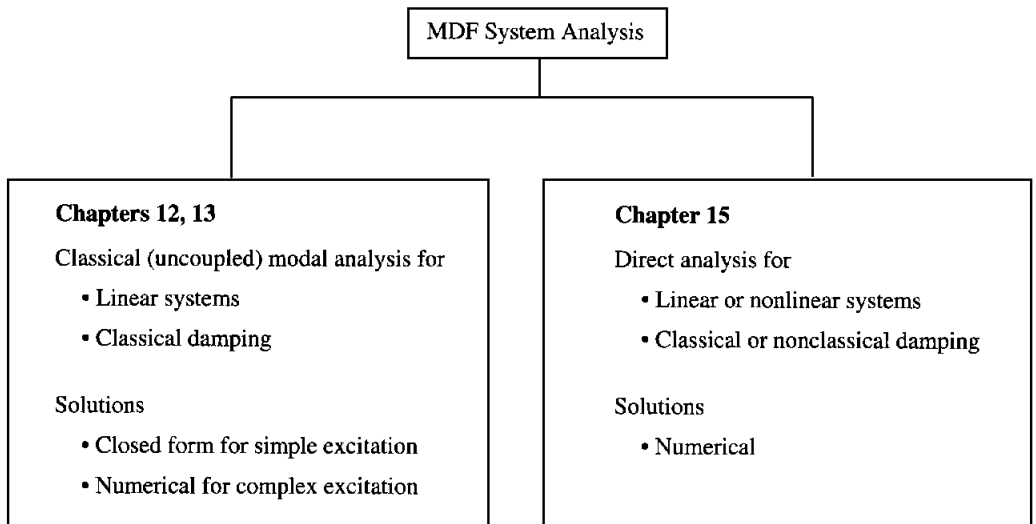 MDF System Analysis
Chapters 12, 13
Classical (uncoupled) modal analysis for
• Linear systems
• Classical damping
Solutions
• Closed form for simple excitation
• Numerical for complex excitation
Chapter 15
Direct analysis for
• Linear or nonlinear systems
• Classical or nonclassical damping
Solutions
• Numerical